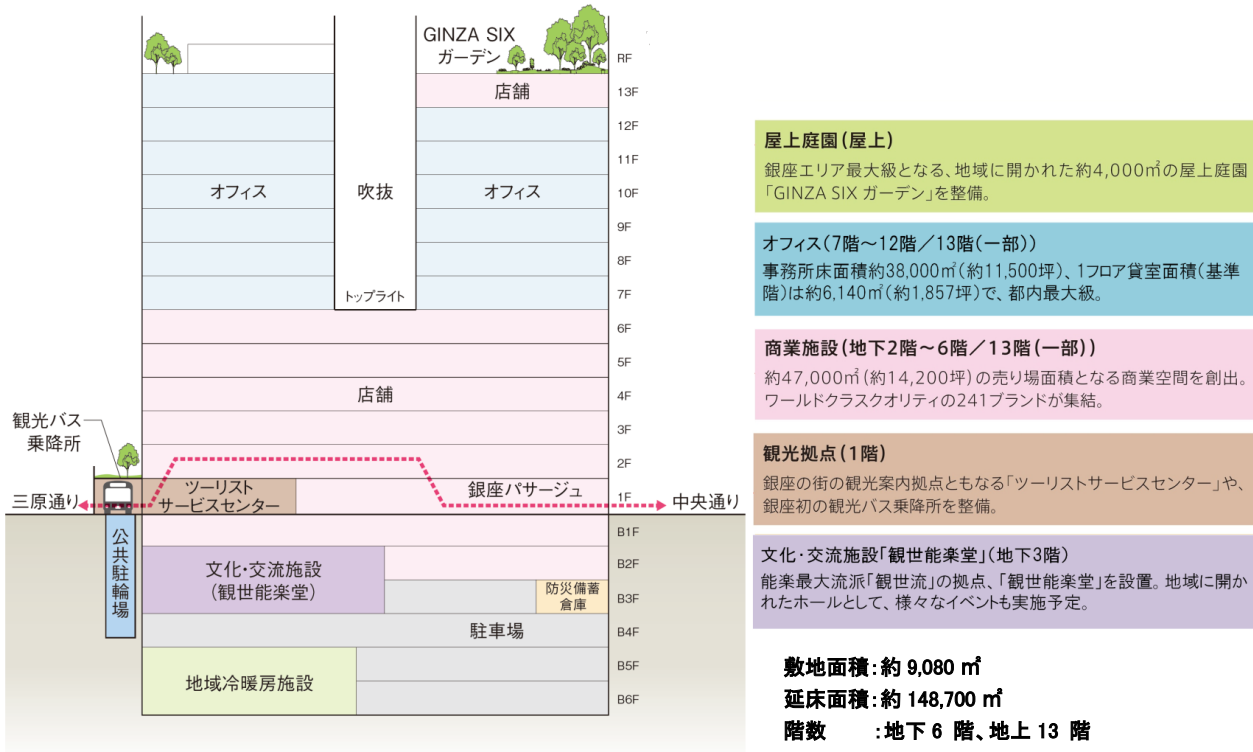 GINZA SIX
ガーデン
RF
店舗
13F
12F
11F
オフィス
吹抜
オフィス
10F
9F
8F
トップライト
7F
6F
5F
店舗
4F
3F
観光バス
乗降所
2F
三原通り
ツーリスト
サービスセンター
銀座パサージュ
1F
中央通り
公共駐輪場
B1F
文化・交流施設
(観世能楽堂)
B2F
防災備蓄
倉庫
B3F
駐車場
B4F
地域冷暖房施設
B5F
B6F
屋上庭園(屋上)
銀座エリア最大級となる、地域に開かれた約4,000㎡の屋上庭園
「GINZA SIX ガーデン」を整備。
オフィス(7階～12階／13階(一部))
事務所床面積約38,000㎡(約11,500坪)、1フロア貸室面積(基準
階)は約6,140㎡(約1,857坪)で、都内最大級。
商業施設(地下2階～6階／13階(一部))
約47,000㎡(約14,200坪)の売り場面積となる商業空間を創出。
ワールドクラスクオリティの241ブランドが集結。
観光拠点(1階)
銀座の街の観光案内拠点ともなる「ツーリストサービスセンター」や、
銀座初の観光バス乗降所を整備。
文化・交流施設「観世能楽堂」(地下3階)
能楽最大流派「観世流」の拠点、「観世能楽堂」を設置。地域に開か
れたホールとして、様々なイベントも実施予定。
敷地面積:約 9,080 ㎡
延床面積:約 148,700 ㎡
階数　　:地下 6 階、地上 13 階